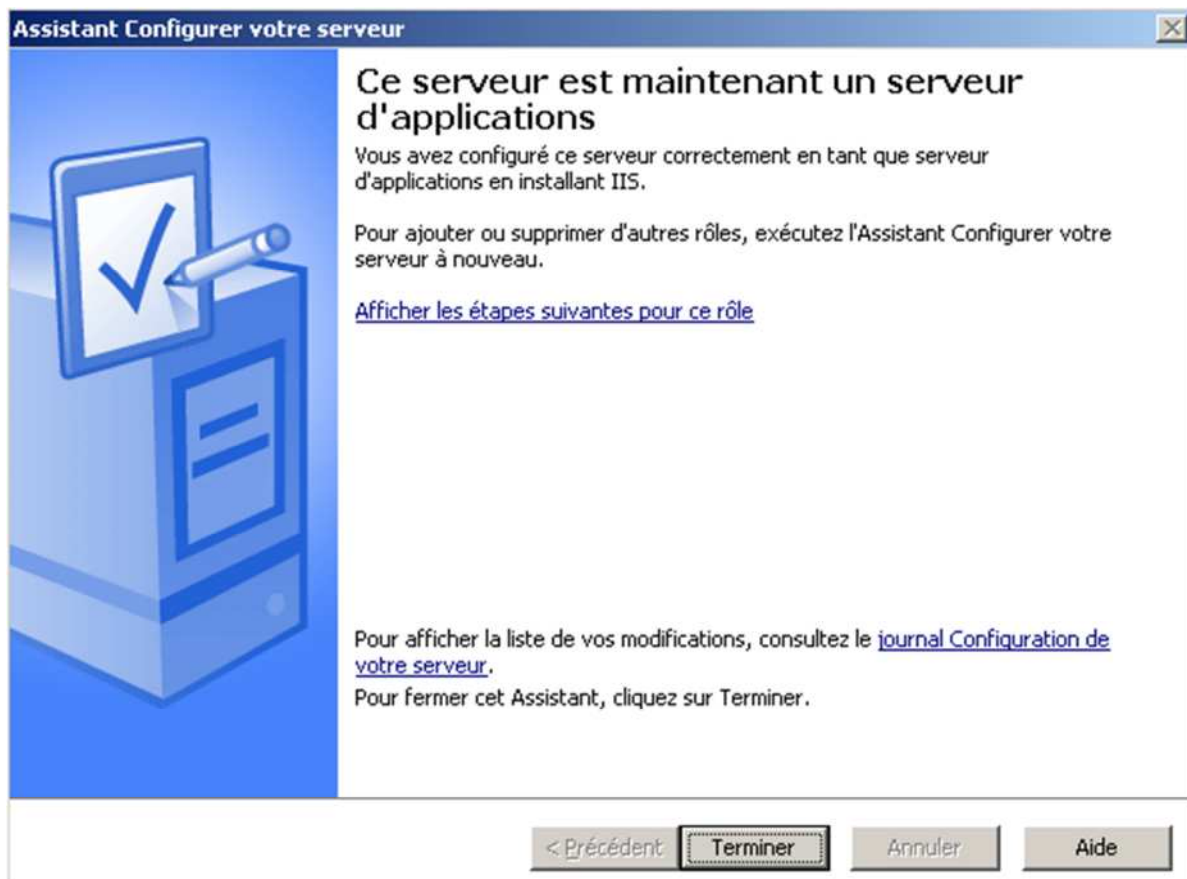 Assistant Configurer votre serveur
Ce serveur est maintenant un serveur
d'applications
Vous avez configuré ce serveur correctement en tant que serveur
d'applications en installant IIS.
Pour ajouter ou supprimer d'autres rôles, exécutez l'Assistant Configurer votre
serveur à nouveau.
Afficher les étapes suivantes pour ce rôle
Pour afficher la liste de vos modifications, consultez le journal Configuration de
votre serveur.
Pour fermer cet Assistant, cliquez sur Terminer.
< Précédent Terminer Annuler Aide